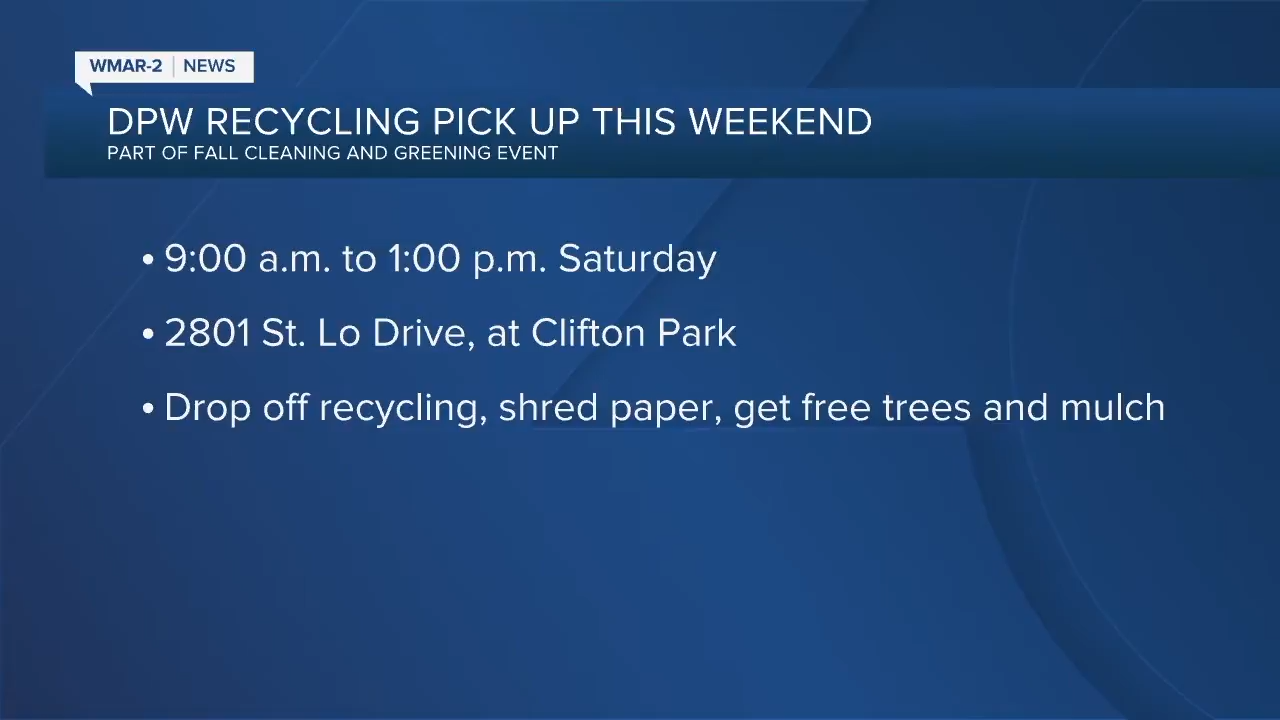 WMAR-2 | NEWS
DPW RECYCLING PICK UP THIS WEEKEND
PART OF FALL CLEANING AND GREENING EVENT
• 9:00 a.m. to 1:00 p.m. Saturday
• 2801 St. Lo Drive, at Clifton Park
• Drop off recycling, shred paper, get free trees and mulch